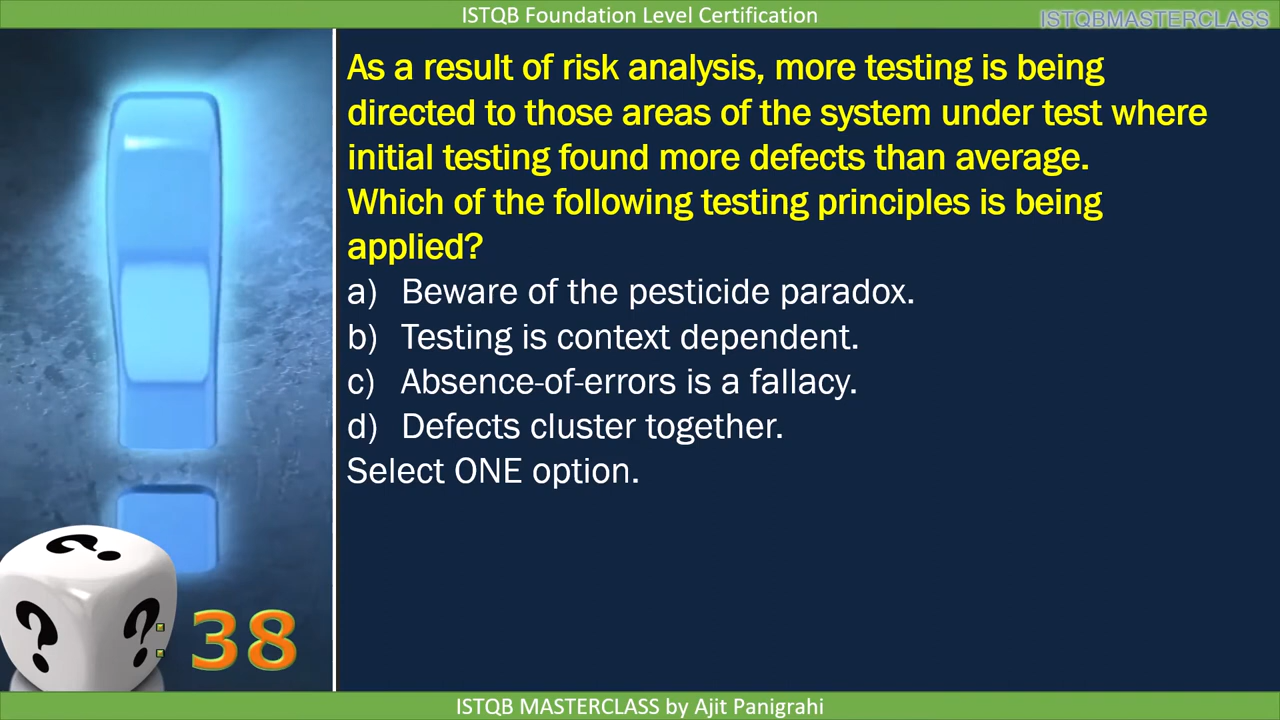 ISTQB Foundation Level Certification
ISTQBMASTERCLASS
As a result of risk analysis, more testing is being
directed to those areas of the system under test where
initial testing found more defects than average.
Which of the following testing principles is being
applied?
a) Beware of the pesticide paradox.
b) Testing is context dependent.
c) Absence-of-errors is a fallacy.
d) Defects cluster together.
Select ONE option.
? ? ?
: 38
ISTQB MASTERCLASS by Ajit Panigrahi